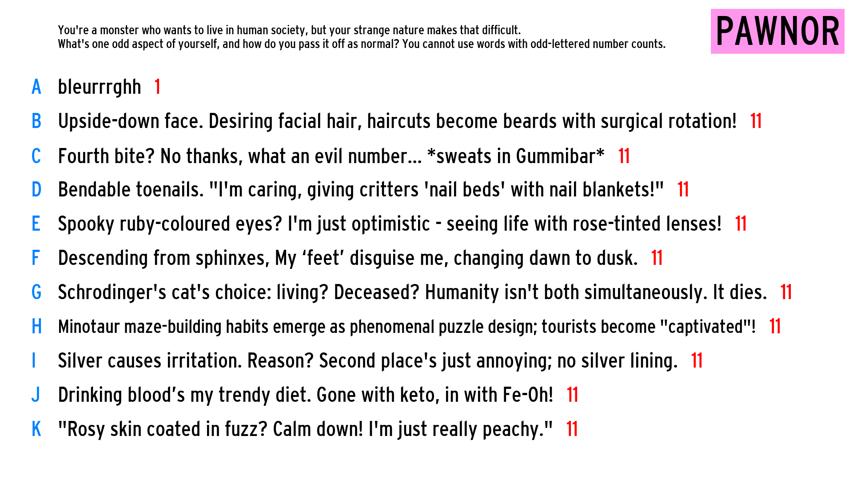 You're a monster who wants to live in human society, but your strange nature makes that difficult.
What's one odd aspect of yourself, and how do you pass it off as normal? You cannot use words with odd-lettered number counts.
PAWNOR
A bleurrrghh 1
B Upside-down face. Desiring facial hair, haircuts become beards with surgical rotation! 11
C Fourth bite? No thanks, what an evil number... *sweats in Gummibar* 11
D Bendable toenails. "I'm caring, giving critters 'nail beds' with nail blankets!" 11
E Spooky ruby-coloured eyes? I'm just optimistic - seeing life with rose-tinted lenses! 11
F Descending from sphinxes, My ‘feet’ disguise me, changing dawn to dusk. 11
G Schrodinger's cat's choice: living? Deceased? Humanity isn't both simultaneously. It dies. 11
H Minotaur maze-building habits emerge as phenomenal puzzle design; tourists become "captivated"! 11
I Silver causes irritation. Reason? Second place's just annoying; no silver lining. 11
J Drinking blood’s my trendy diet. Gone with keto, in with Fe-Oh! 11
K "Rosy skin coated in fuzz? Calm down! I'm just really peachy." 11